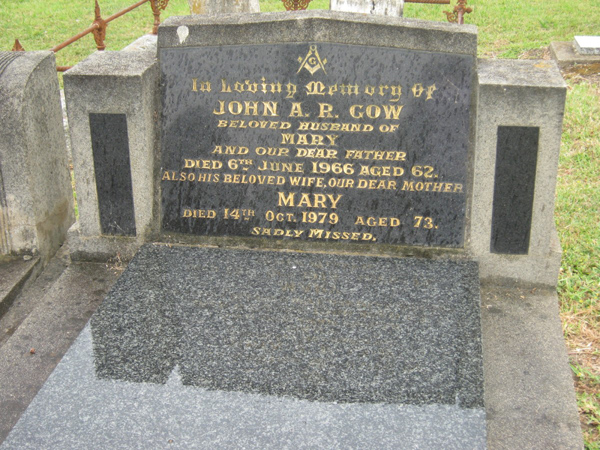 G
In Loving Memory Of
JOHN A. R. GOW
BELOVED HUSBAND OF
MARY
AND OUR DEAR FATHER
DIED 6TH JUNE 1966 AGED 62.
ALSO HIS BELOVED WIFE, OUR DEAR MOTHER
MARY
DIED 14TH OCT. 1979 AGED 73.
SADLY MISSED.